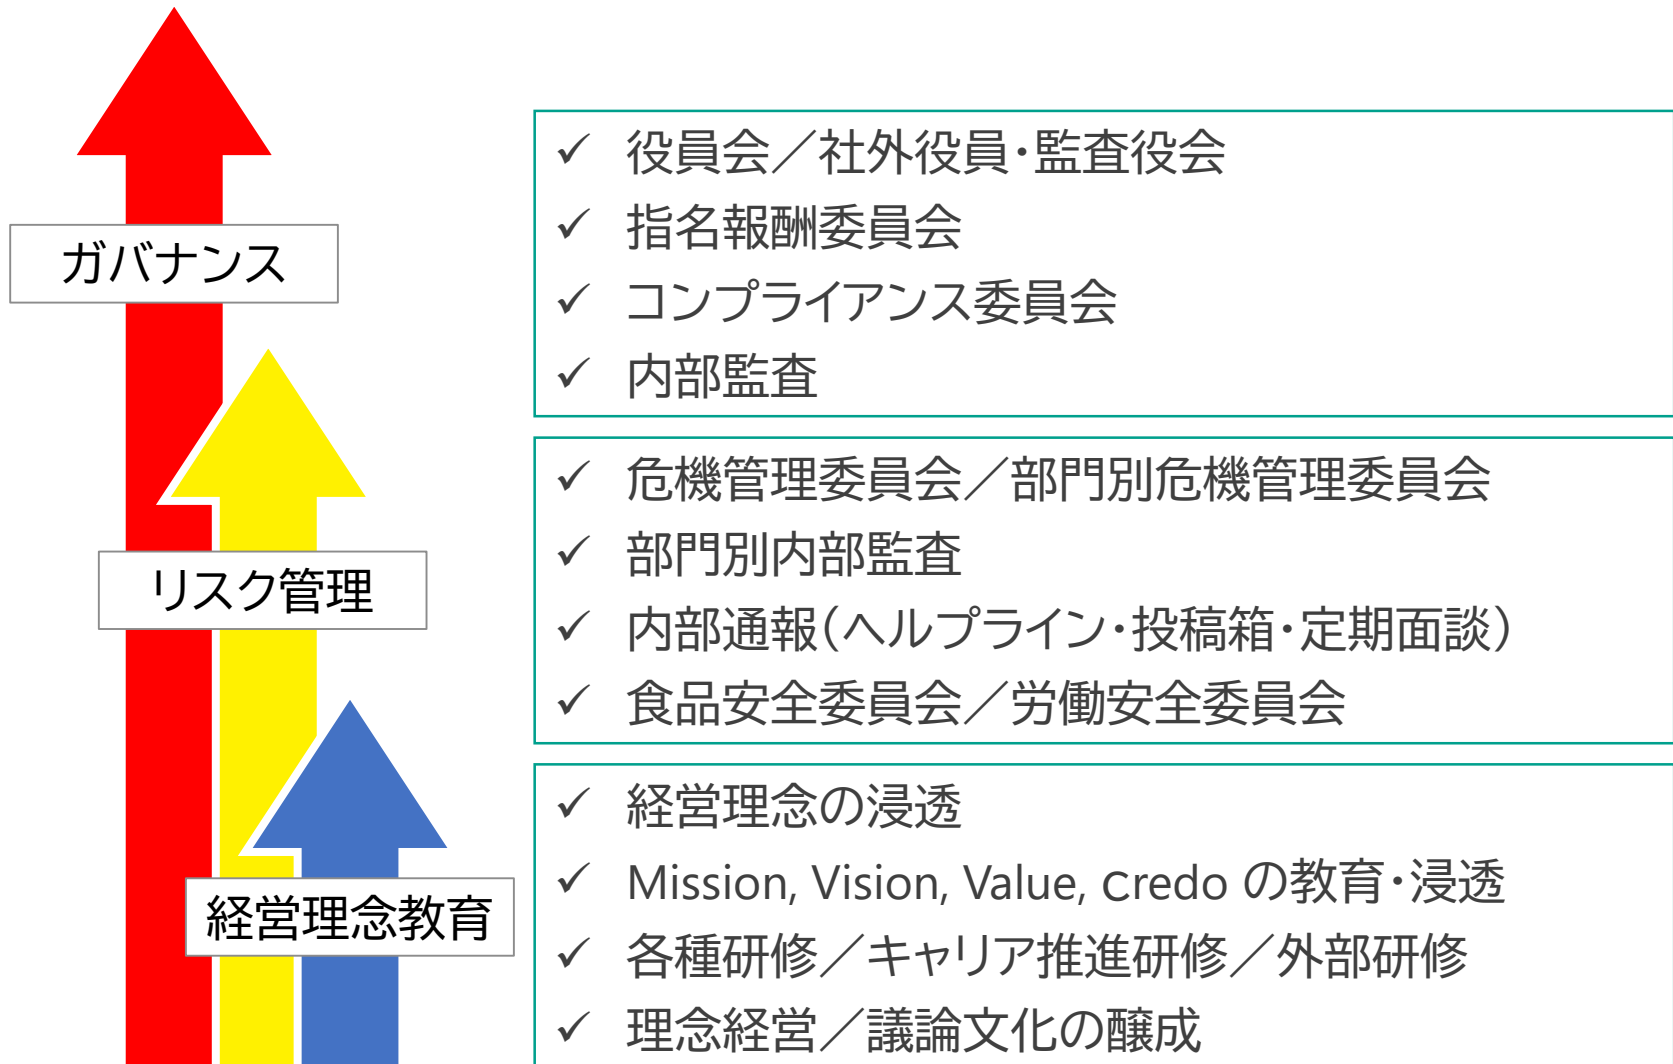 ガバナンス
✓ 役員会／社外役員・監査役会
✓ 指名報酬委員会
✓ コンプライアンス委員会
✓ 内部監査
リスク管理
✓ 危機管理委員会／部門別危機管理委員会
✓ 部門別内部監査
✓ 内部通報（ヘルプライン・投稿箱・定期面談）
✓ 食品安全委員会／労働安全委員会
経営理念教育
✓ 経営理念の浸透
✓ Mission, Vision, Value, credo の教育・浸透
✓ 各種研修／キャリア推進研修／外部研修
✓ 理念経営／議論文化の醸成